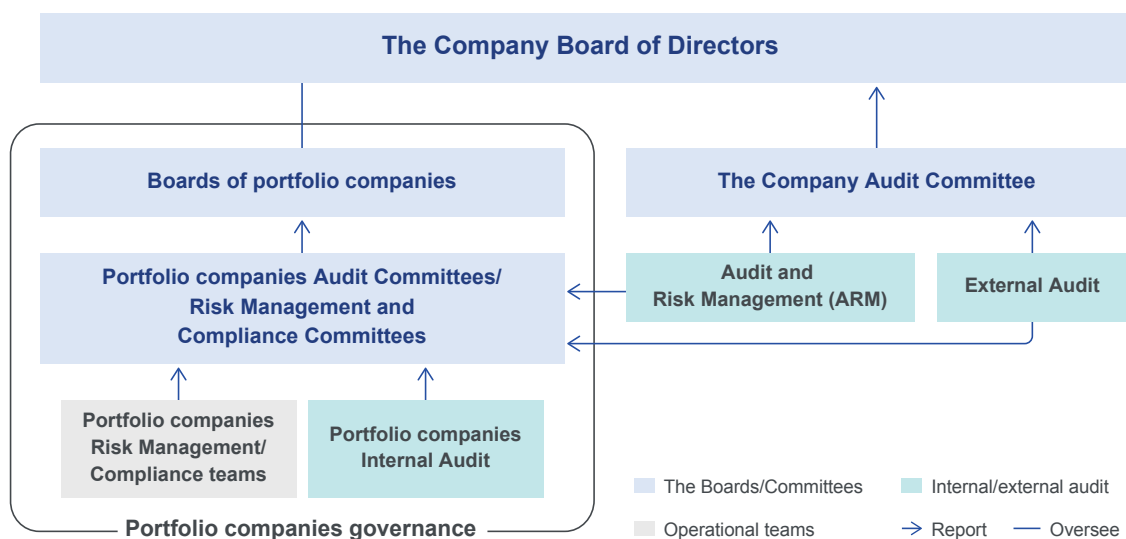 The Company Board of Directors
Boards of portfolio companies
The Company Audit Committee
Portfolio companies Audit Committees/
Risk Management and
Compliance Committees
Audit and
Risk Management (ARM)
External Audit
Portfolio companies
Risk Management/
Compliance teams
Portfolio companies
Internal Audit
Portfolio companies governance
The Boards/Committees
Internal/external audit
Operational teams
Report
Oversee